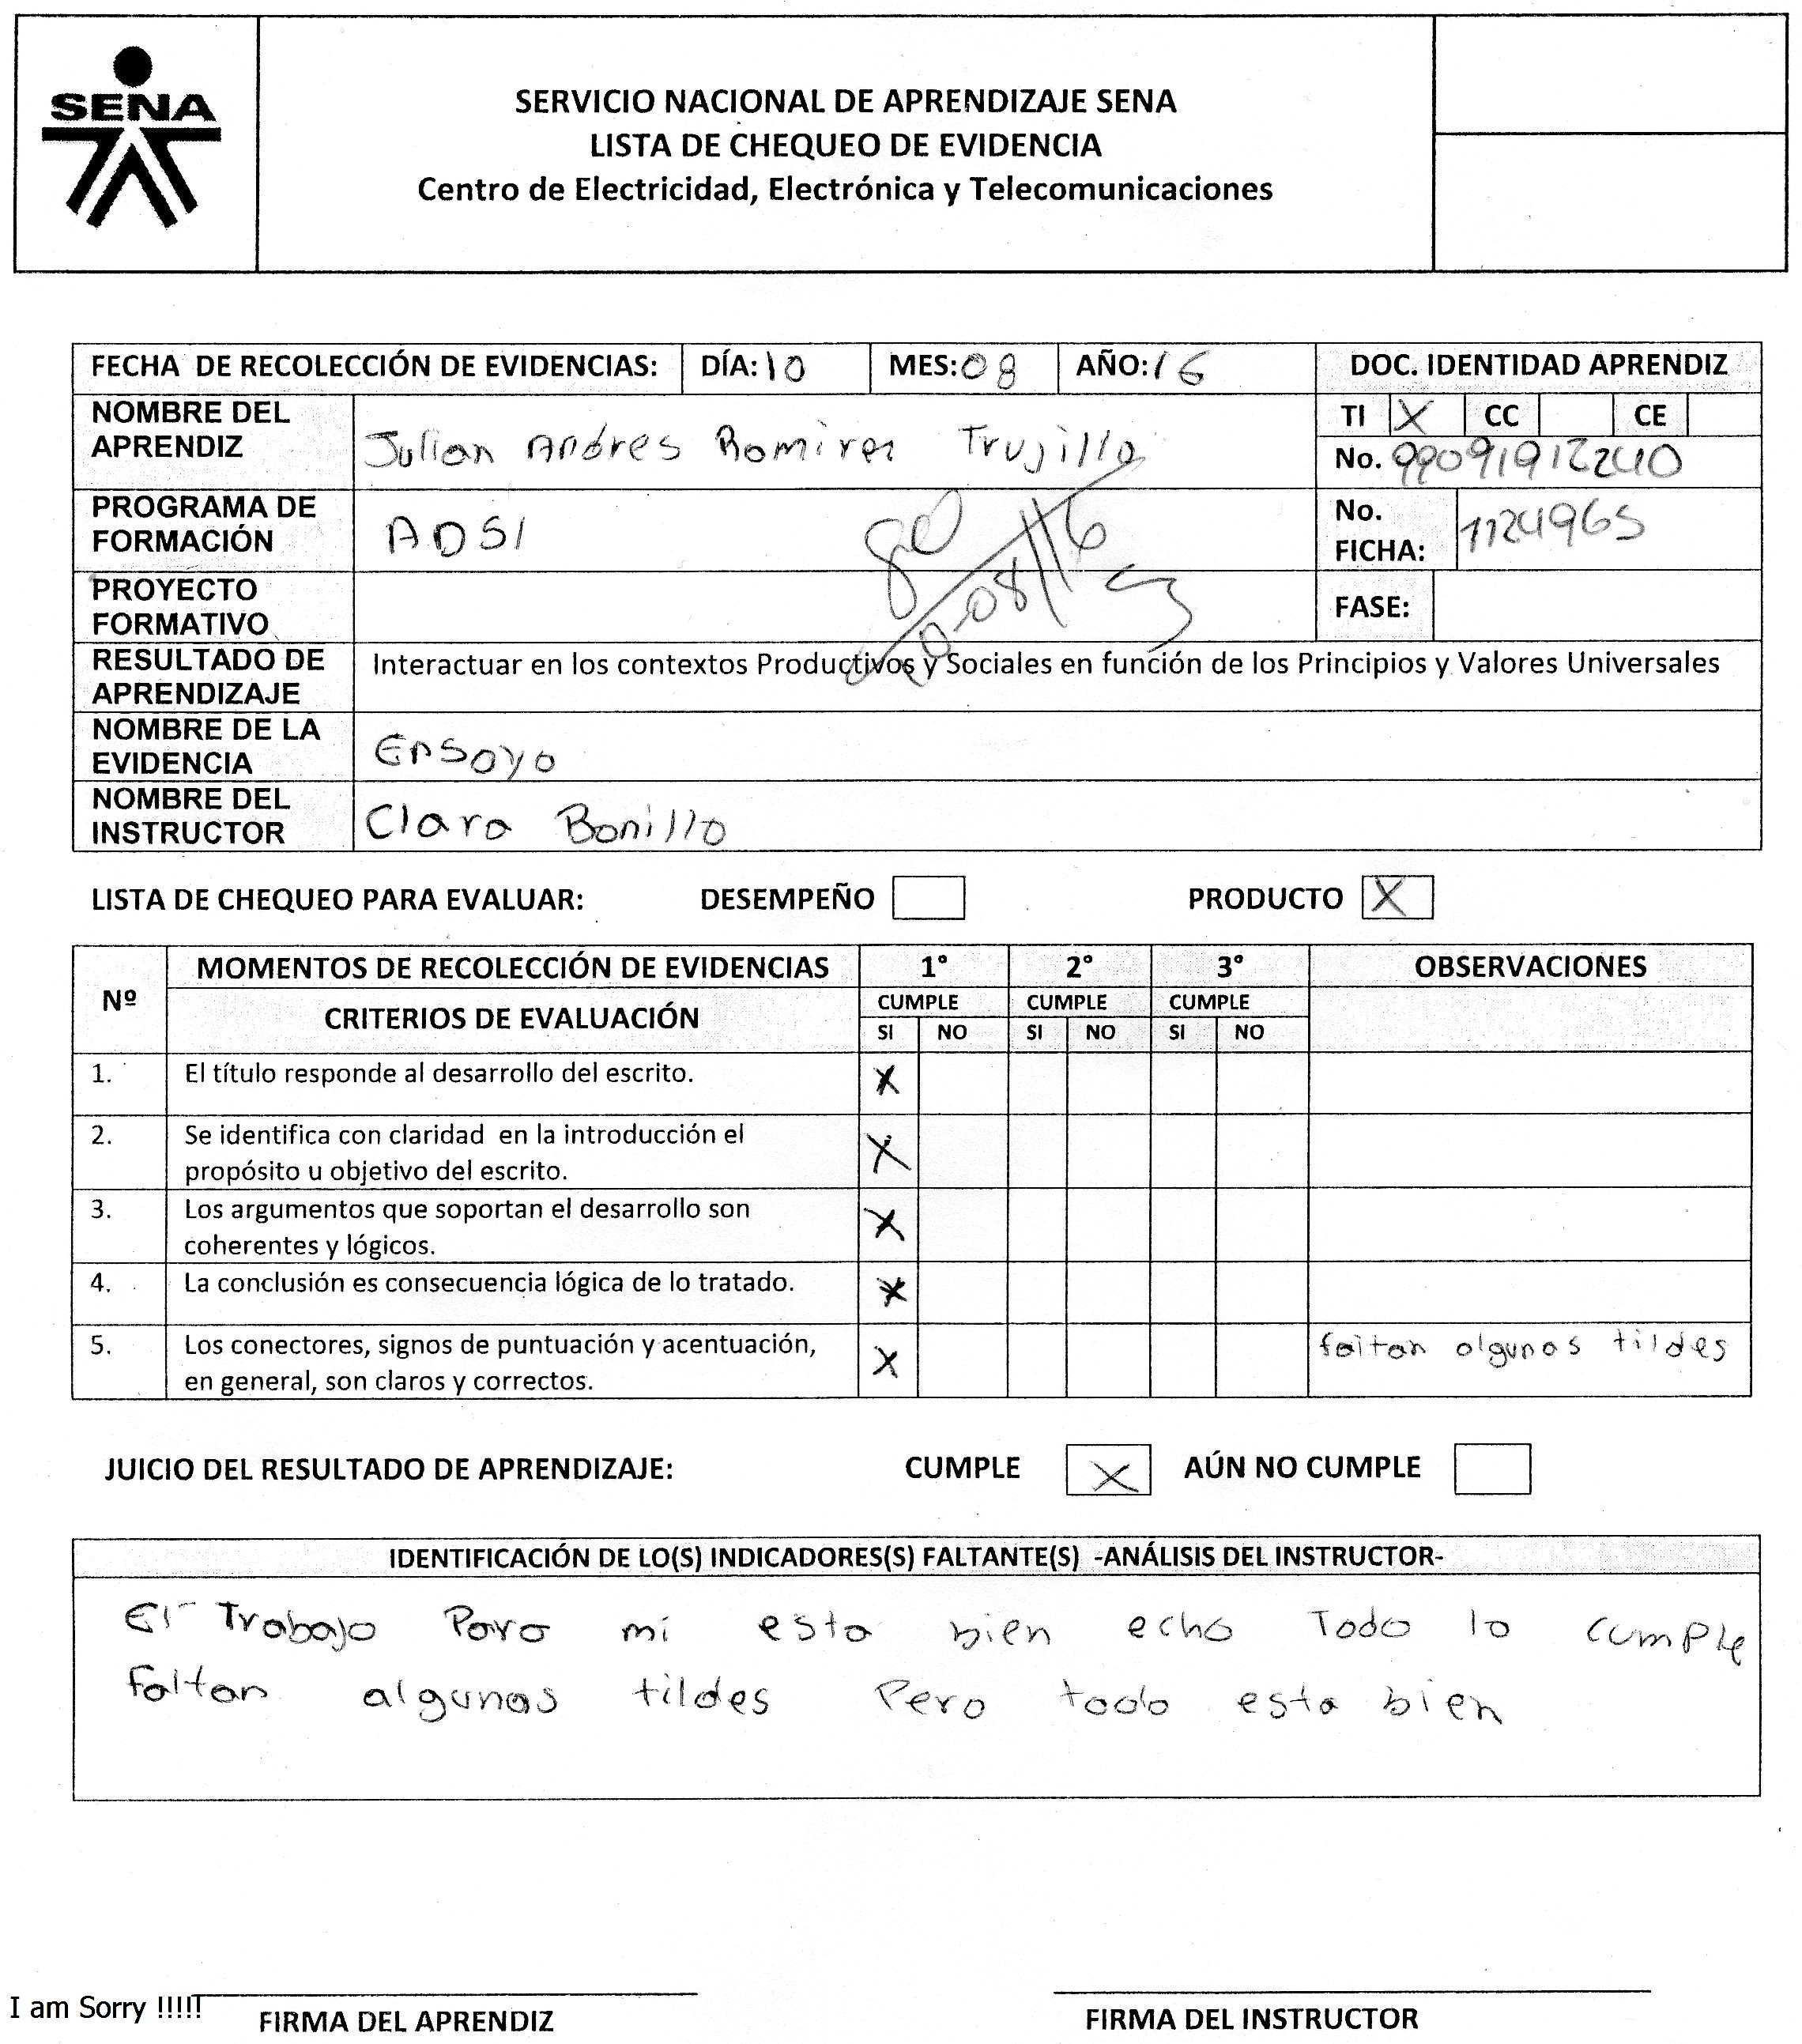 SENA
SERVICIO NACIONAL DE APRENDIZAJE SENA
LISTA DE CHEQUEO DE EVIDENCIA
Centro de Electricidad, Electrónica y Telecomunicaciones
FECHA DE RECOLECCIÓN DE EVIDENCIAS: DÍA: 10 MES: 08 AÑO: 16 DOC. IDENTIDAD APRENDIZ
NOMBRE DEL APRENDIZ Julian Andres Ramirez Trujillo TI X CC CE
No. 99091912240
PROGRAMA DE FORMACIÓN ADSI No. FICHA: 1124965
PROYECTO FORMATIVO FASE:
10-08/16
RESULTADO DE APRENDIZAJE Interactuar en los contextos Productivos y Sociales en función de los Principios y Valores Universales
NOMBRE DE LA EVIDENCIA Ensayo
NOMBRE DEL INSTRUCTOR Clara Bonilla
LISTA DE CHEQUEO PARA EVALUAR: DESEMPEÑO PRODUCTO X
Nº MOMENTOS DE RECOLECCIÓN DE EVIDENCIAS 1° 2° 3° OBSERVACIONES
CRITERIOS DE EVALUACIÓN CUMPLE CUMPLE CUMPLE
SI NO SI NO SI NO
1. El título responde al desarrollo del escrito. X
2. Se identifica con claridad en la introducción el
propósito u objetivo del escrito. X
3. Los argumentos que soportan el desarrollo son
coherentes y lógicos. X
4. La conclusión es consecuencia lógica de lo tratado. X
5. Los conectores, signos de puntuación y acentuación, X faltan algunas tildes
en general, son claros y correctos.
JUICIO DEL RESULTADO DE APRENDIZAJE: CUMPLE X AÚN NO CUMPLE
IDENTIFICACIÓN DE LO(S) INDICADORES(S) FALTANTE(S) -ANÁLISIS DEL INSTRUCTOR-
El Trabajo Para mi esta bien echo Todo lo cumple
Faltan algunas tildes Pero todo esta bien
I am Sorry !!!!!
FIRMA DEL APRENDIZ FIRMA DEL INSTRUCTOR